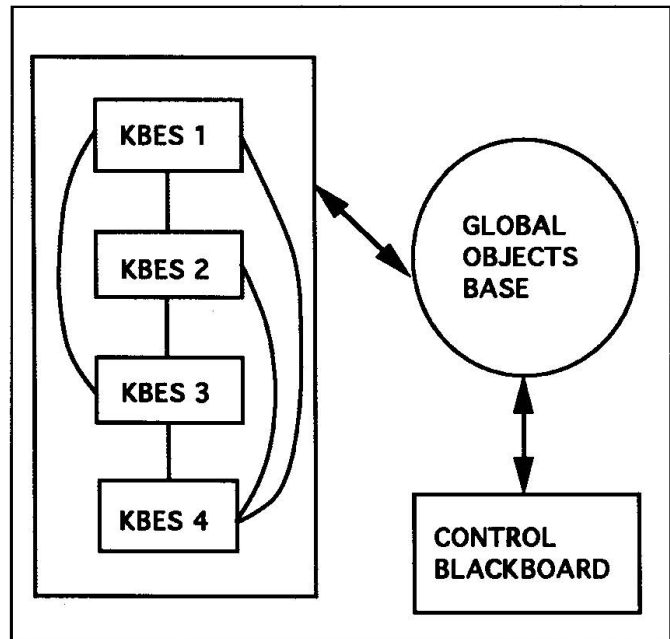 KBES 1
KBES 2
KBES 3
KBES 4
GLOBAL
OBJECTS
BASE
CONTROL
BLACKBOARD